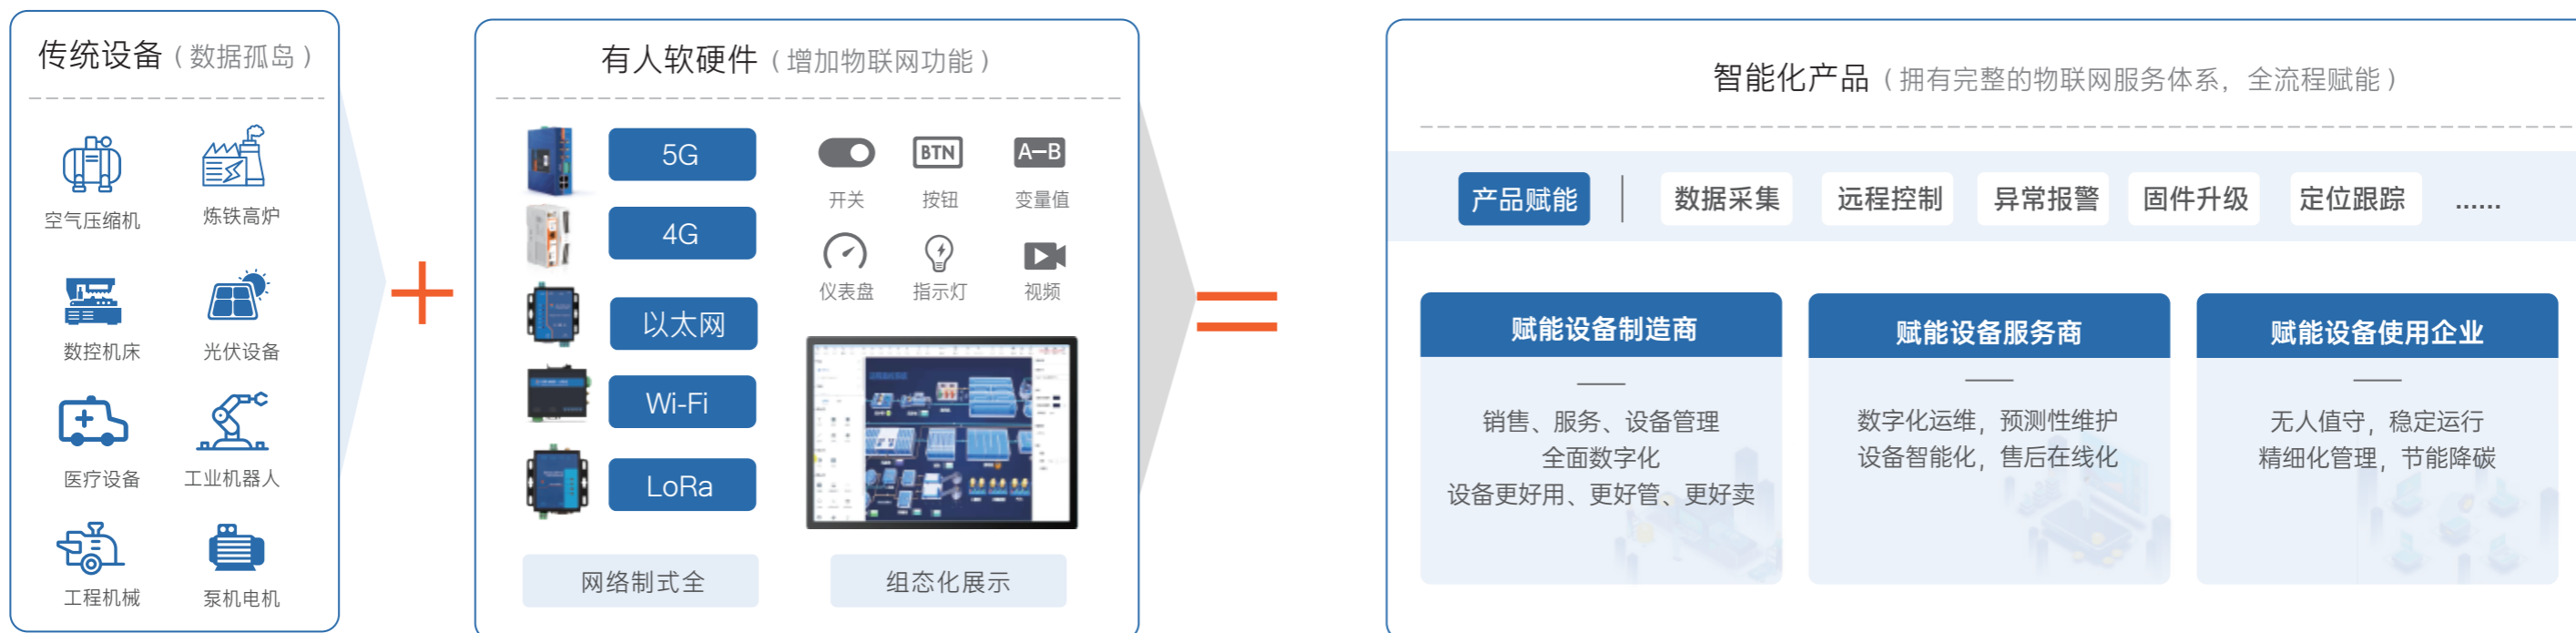 传统设备（数据孤岛）
空气压缩机
炼铁高炉
数控机床
光伏设备
医疗设备
工业机器人
工程机械
泵机电机
有人软硬件（增加物联网功能）
5G
4G
以太网
Wi-Fi
LoRa
网络制式全
BTN
A-B
开关
按钮
变量值
仪表盘
指示灯
视频
组态化展示
智能化产品（拥有完整的物联网服务体系，全流程赋能）
产品赋能
数据采集
远程控制
异常报警
固件升级
定位跟踪
......
赋能设备制造商
销售、服务、设备管理
全面数字化
设备更好用、更好管、更好卖
赋能设备服务商
数字化运维，预测性维护
设备智能化，售后在线化
赋能设备使用企业
无人值守，稳定运行
精细化管理，节能降碳